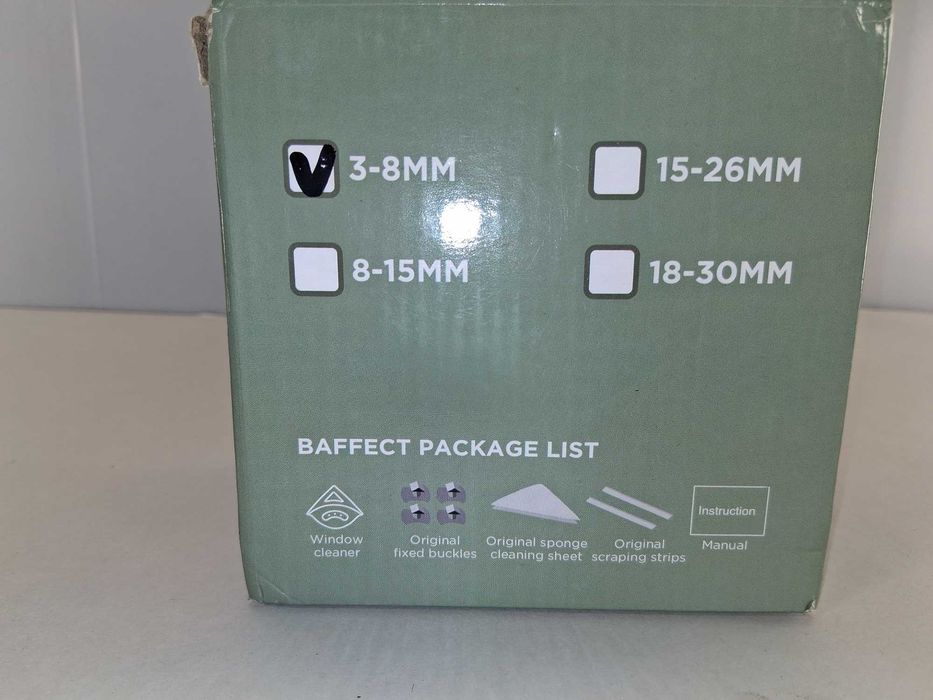 3-8MM
15-26MM
8-15MM
18-30MM
BAFFECT PACKAGE LIST
Window
cleaner
Original
fixed buckles
Original sponge
cleaning sheet
Original
scraping strips
Instruction
Manual